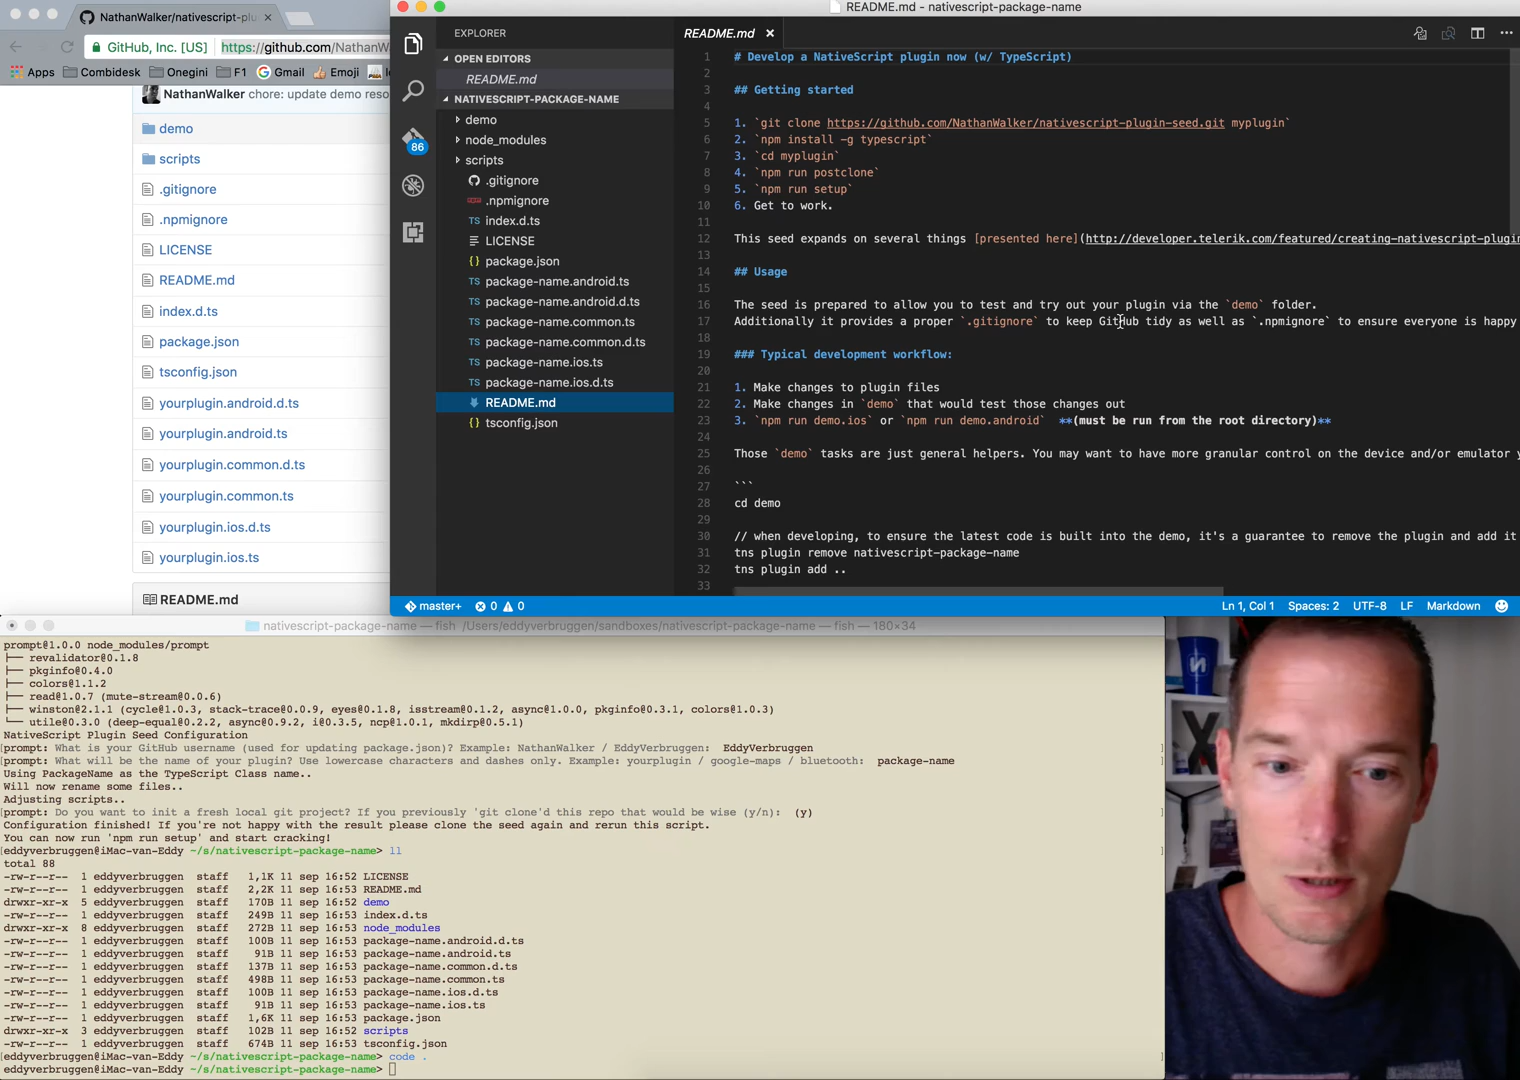 NathanWalker/nativescript-plu
GitHub, Inc. [US]
https://github.com/NathanW
Apps
Combidesk
Onegini
F1
Gmail
Emoji
NathanWalker chore: update demo reso
demo
scripts
.gitignore
.npmignore
LICENSE
README.md
index.d.ts
package.json
tsconfig.json
yourplugin.android.d.ts
yourplugin.android.ts
yourplugin.common.d.ts
yourplugin.common.ts
yourplugin.ios.d.ts
yourplugin.ios.ts
README.md
README.md - nativescript-package-name
EXPLORER
OPEN EDITORS
README.md
NATIVESCRIPT-PACKAGE-NAME
demo
node_modules
scripts
.gitignore
.npmignore
TS index.d.ts
LICENSE
{} package.json
TS package-name.android.ts
TS package-name.android.d.ts
TS package-name.common.ts
TS package-name.common.d.ts
TS package-name.ios.ts
TS package-name.ios.d.ts
README.md
{} tsconfig.json
86
README.md
1 # Develop a NativeScript plugin now (w/ TypeScript)
2
3 ## Getting started
4
5 1. `git clone https://github.com/NathanWalker/nativescript-plugin-seed.git myplugin`
6 2. `npm install -g typescript`
7 3. `cd myplugin`
8 4. `npm run postclone`
9 5. `npm run setup`
10 6. Get to work.
11
12 This seed expands on several things [presented here](http://developer.telerik.com/featured/creating-nativescript-plugin
13
14 ## Usage
15
16 The seed is prepared to allow you to test and try out your plugin via the `demo` folder.
17 Additionally it provides a proper `.gitignore` to keep GitHub tidy as well as `.npmignore` to ensure everyone is happy
18
19 ### Typical development workflow:
20
21 1. Make changes to plugin files
22 2. Make changes in `demo` that would test those changes out
23 3. `npm run demo.ios` or `npm run demo.android` **(must be run from the root directory)**
24
25 Those `demo` tasks are just general helpers. You may want to have more granular control on the device and/or emulator y
26
27 ```
28 cd demo
29
30 // when developing, to ensure the latest code is built into the demo, it's a guarantee to remove the plugin and add it
31 tns plugin remove nativescript-package-name
32 tns plugin add ..
33
master+ 0 0 Ln 1, Col 1 Spaces: 2 UTF-8 LF Markdown
nativescript-package-name — fish /Users/eddyverbruggen/sandboxes/nativescript-package-name — fish — 180×34
prompt@1.0.0 node_modules/prompt
├── revalidator@0.1.8
├── pkginfo@0.4.0
├── colors@1.1.2
├── read@1.0.7 (mute-stream@0.0.6)
├── winston@2.1.1 (cycle@1.0.3, stack-trace@0.0.9, eyes@0.1.8, isstream@0.1.2, async@1.0.0, pkginfo@0.3.1, colors@1.0.3)
└── utile@0.3.0 (deep-equal@0.2.2, async@0.9.2, i@0.3.5, ncp@1.0.1, mkdirp@0.5.1)
NativeScript Plugin Seed Configuration
[prompt: What is your GitHub username (used for updating package.json)? Example: NathanWalker / EddyVerbruggen: EddyVerbruggen ]
[prompt: What will be the name of your plugin? Use lowercase characters and dashes only. Example: yourplugin / google-maps / bluetooth: package-name ]
Using PackageName as the TypeScript Class name..
Will now rename some files..
Adjusting scripts..
[prompt: Do you want to init a fresh local git project? If you previously 'git clone'd this repo that would be wise (y/n): (y) ]
Configuration finished! If you're not happy with the result please clone the seed again and rerun this script.
You can now run 'npm run setup' and start cracking!
[eddyverbruggen@iMac-van-Eddy ~/s/nativescript-package-name> ll ]
total 88
-rw-r--r-- 1 eddyverbruggen staff 1,1K 11 sep 16:52 LICENSE
-rw-r--r-- 1 eddyverbruggen staff 2,2K 11 sep 16:53 README.md
drwxr-xr-x 5 eddyverbruggen staff 170B 11 sep 16:52 demo
-rw-r--r-- 1 eddyverbruggen staff 249B 11 sep 16:53 index.d.ts
drwxr-xr-x 8 eddyverbruggen staff 272B 11 sep 16:53 node_modules
-rw-r--r-- 1 eddyverbruggen staff 100B 11 sep 16:53 package-name.android.d.ts
-rw-r--r-- 1 eddyverbruggen staff 91B 11 sep 16:53 package-name.android.ts
-rw-r--r-- 1 eddyverbruggen staff 137B 11 sep 16:53 package-name.common.d.ts
-rw-r--r-- 1 eddyverbruggen staff 498B 11 sep 16:53 package-name.common.ts
-rw-r--r-- 1 eddyverbruggen staff 100B 11 sep 16:53 package-name.ios.d.ts
-rw-r--r-- 1 eddyverbruggen staff 91B 11 sep 16:53 package-name.ios.ts
-rw-r--r-- 1 eddyverbruggen staff 1,6K 11 sep 16:53 package.json
drwxr-xr-x 3 eddyverbruggen staff 102B 11 sep 16:52 scripts
-rw-r--r-- 1 eddyverbruggen staff 674B 11 sep 16:53 tsconfig.json
[eddyverbruggen@iMac-van-Eddy ~/s/nativescript-package-name> code . ]
eddyverbruggen@iMac-van-Eddy ~/s/nativescript-package-name>